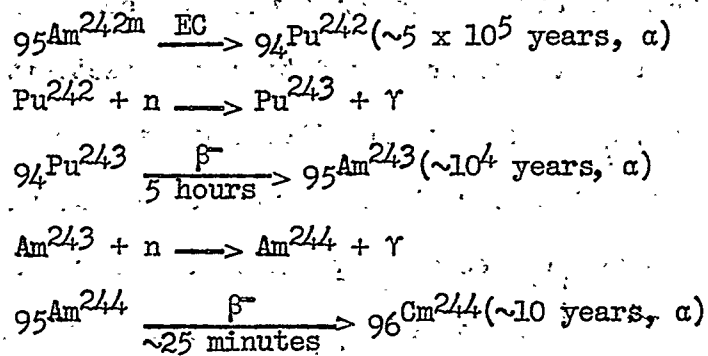 ₉₅Am²⁴²ᵐ —EC—> ₉₄Pu²⁴² (~5 x 10⁵ years, α)
Pu²⁴² + n ——> Pu²⁴³ + γ
₉₄Pu²⁴³ —β⁻ / 5 hours—> ₉₅Am²⁴³ (~10⁴ years, α)
Am²⁴³ + n ——> Am²⁴⁴ + γ
₉₅Am²⁴⁴ —β⁻ / ~25 minutes—> ₉₆Cm²⁴⁴ (~10 years, α)